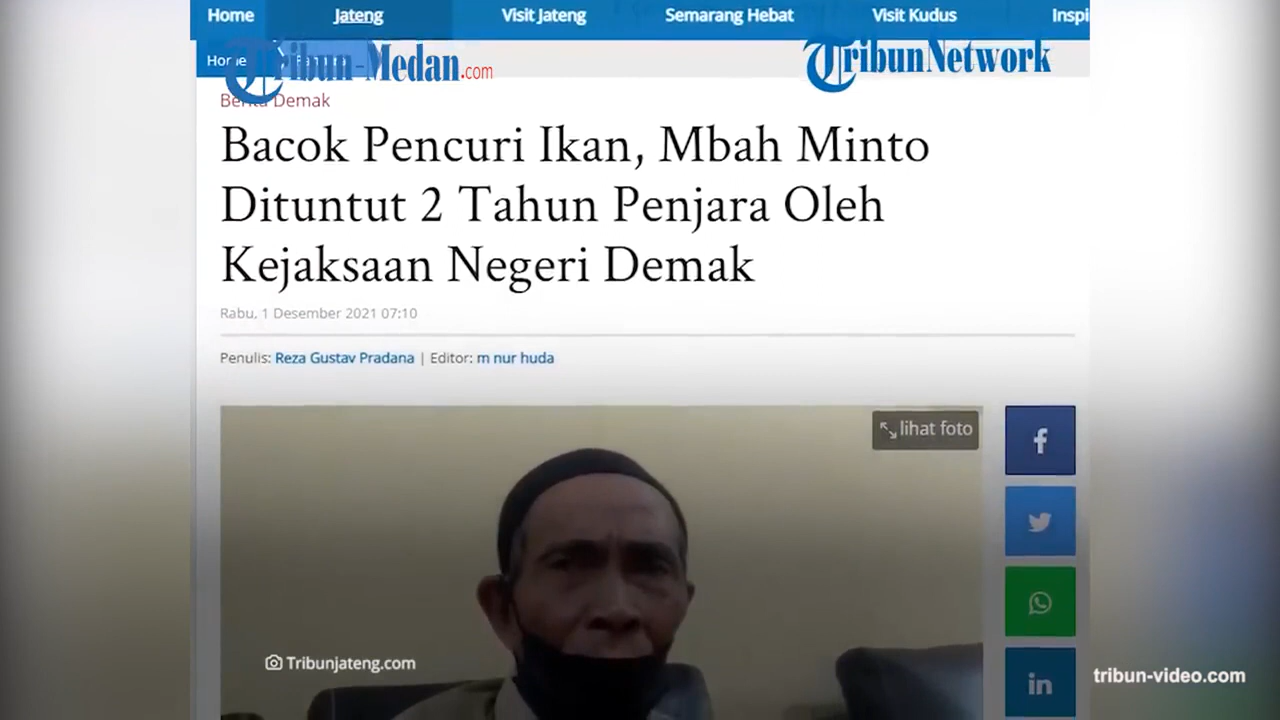 Home Jateng Visit Jateng Semarang Hebat Visit Kudus Inspi
Home
Tribun-Medan.com
TribunNetwork
Berita Demak
Bacok Pencuri Ikan, Mbah Minto
Dituntut 2 Tahun Penjara Oleh
Kejaksaan Negeri Demak
Rabu, 1 Desember 2021 07:10
Penulis: Reza Gustav Pradana | Editor: m nur huda
lihat foto
f
Tribunjateng.com
in
tribun-video.com